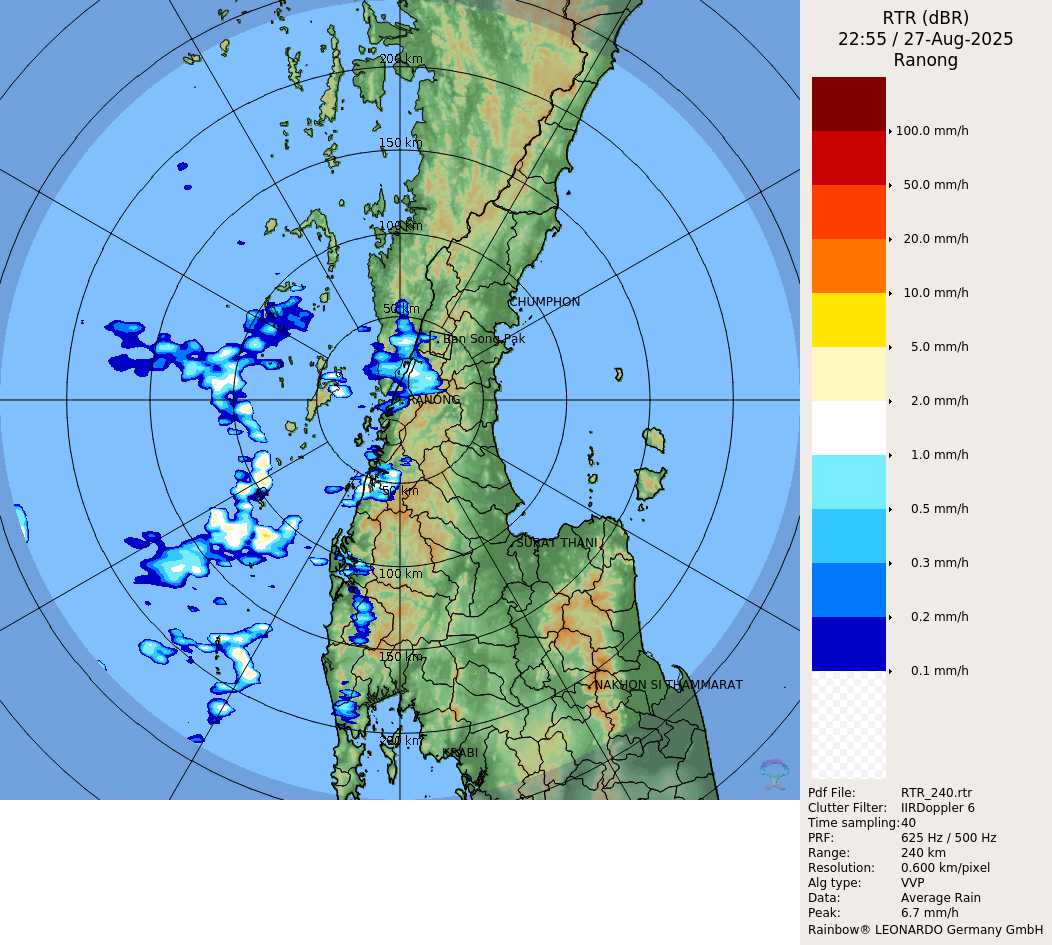 RTR (dBR)
22:55 / 27-Aug-2025
Ranong
100.0 mm/h
50.0 mm/h
20.0 mm/h
10.0 mm/h
5.0 mm/h
2.0 mm/h
1.0 mm/h
0.5 mm/h
0.3 mm/h
0.2 mm/h
0.1 mm/h
200 km
150 km
100 km
50 km
CHUMPHON
Ban Song Pak
RANONG
50 km
SURAT THANI
100 km
150 km
NAKHON SI THAMMARAT
200 km
KRABI
Pdf File: RTR_240.rtr
Clutter Filter: IIRDoppler 6
Time sampling: 40
PRF: 625 Hz / 500 Hz
Range: 240 km
Resolution: 0.600 km/pixel
Alg type: VVP
Data: Average Rain
Peak: 6.7 mm/h
Rainbow® LEONARDO Germany GmbH